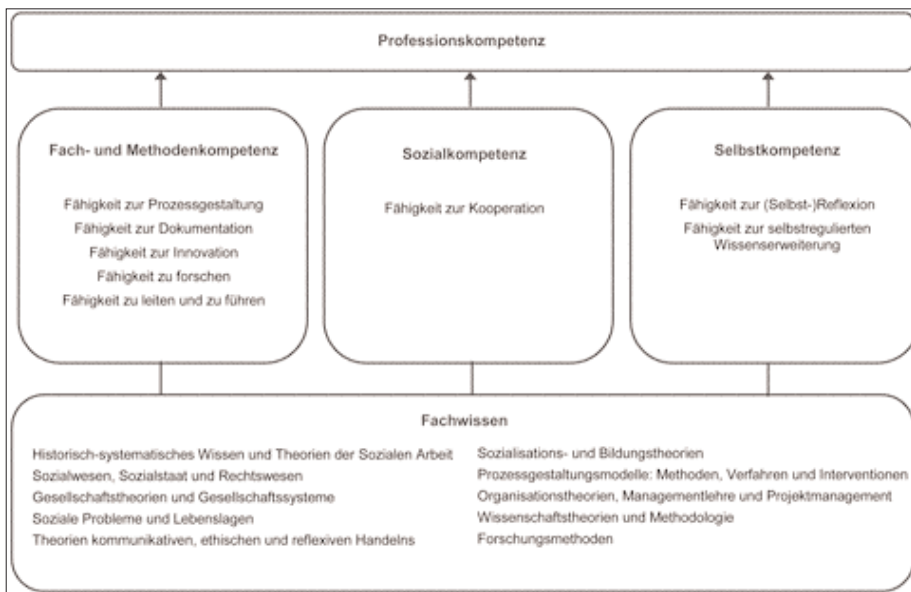 Professionskompetenz
Fach- und Methodenkompetenz
Fähigkeit zur Prozessgestaltung
Fähigkeit zur Dokumentation
Fähigkeit zur Innovation
Fähigkeit zu forschen
Fähigkeit zu leiten und zu führen
Sozialkompetenz
Fähigkeit zur Kooperation
Selbstkompetenz
Fähigkeit zur (Selbst-)Reflexion
Fähigkeit zur selbstregulierten
Wissenserweiterung
Fachwissen
Historisch-systematisches Wissen und Theorien der Sozialen Arbeit
Sozialwesen, Sozialstaat und Rechtswesen
Gesellschaftstheorien und Gesellschaftssysteme
Soziale Probleme und Lebenslagen
Theorien kommunikativen, ethischen und reflexiven Handelns
Sozialisations- und Bildungstheorien
Prozessgestaltungsmodelle: Methoden, Verfahren und Interventionen
Organisationstheorien, Managementlehre und Projektmanagement
Wissenschaftstheorien und Methodologie
Forschungsmethoden